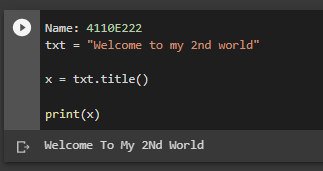 Name: 4110E222
txt = "Welcome to my 2nd world"
x = txt.title()
print(x)
Welcome To My 2Nd World